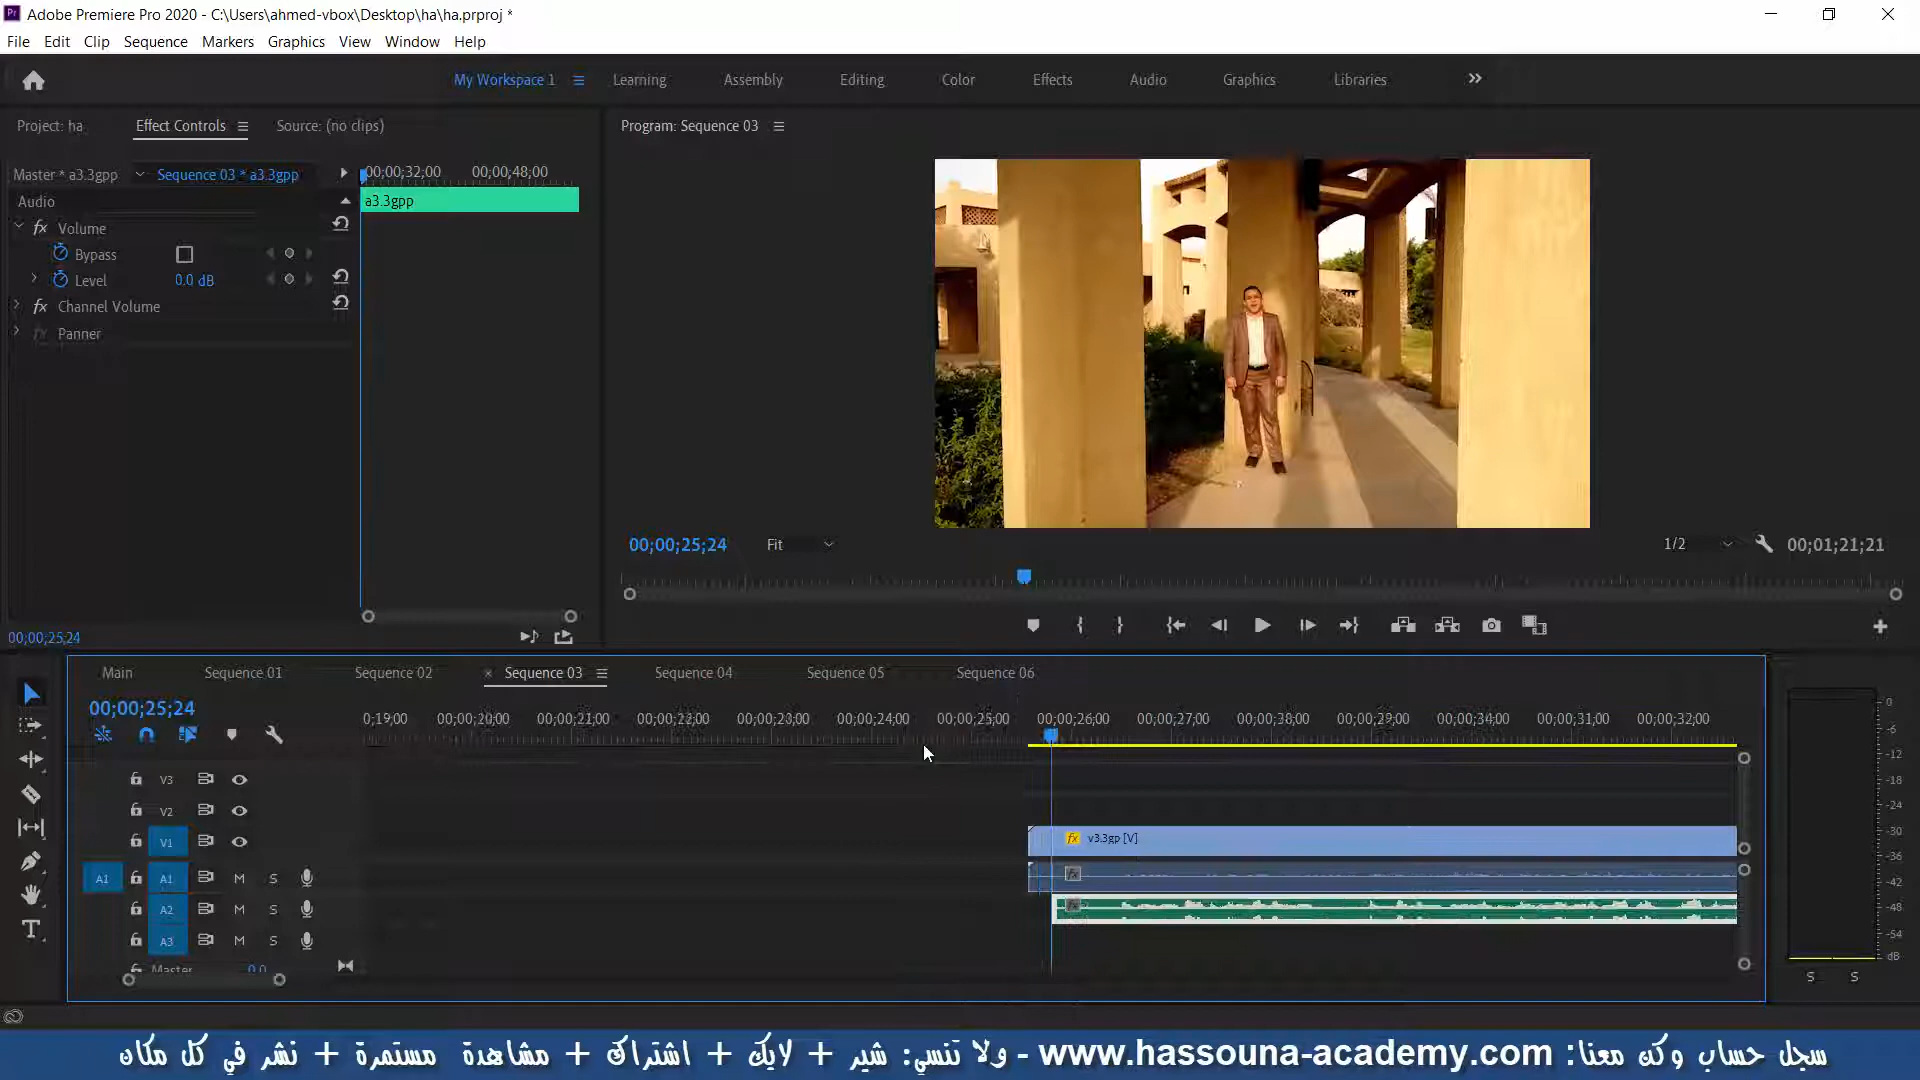 Adobe Premiere Pro 2020 - C:\Users\ahmed-vbox\Desktop\ha\ha.prproj *
File Edit Clip Sequence Markers Graphics View Window Help
My Workspace 1 Learning Assembly Editing Color Effects Audio Graphics Libraries
Project: ha Effect Controls Source: (no clips)
Program: Sequence 03
Master * a3.3gpp Sequence 03 * a3.3gpp
00;00;32;00 00;00;48;00
Audio
a3.3gpp
fx Volume
Bypass
Level 0.0 dB
fx Channel Volume
Panner
00;00;25;24 Fit 1/2 00;01;21;21
00;00;25;24
Main Sequence 01 Sequence 02 Sequence 03 Sequence 04 Sequence 05 Sequence 06
00;00;25;24
0;19;00 00;00;20;00 00;00;21;00 00;00;22;00 00;00;23;00 00;00;24;00 00;00;25;00 00;00;26;00 00;00;27;00 00;00;38;00 00;00;29;00 00;00;34;00 00;00;31;00 00;00;32;00
V3
V2
V1 fx v3.3gp [V]
A1 A1 M S fx
A2 M S fx
A3 M S
Master 0.0
0
-6
-12
-18
-24
-30
-36
-42
-48
-54
dB
S S
سجل حساب وكن معنا: www.hassouna-academy.com - ولا تنسي: شير + لايك + اشتراك + مشاهدة مستمرة + نشر في كل مكان